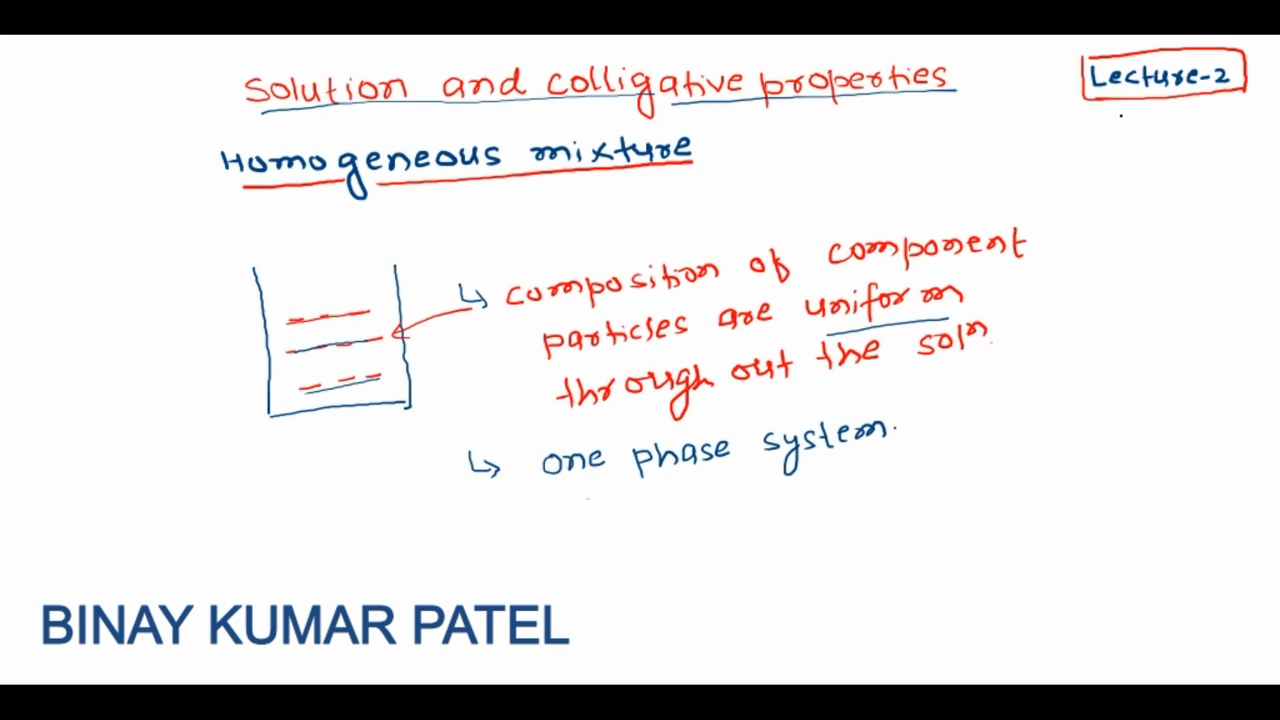 Solution and colligative properties
Lecture-2
Homogeneous mixture
↳ composition of component
particles are uniform
through out the soln.
↳ one phase system.
BINAY KUMAR PATEL